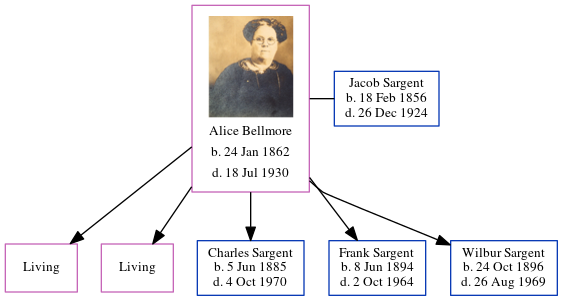 Jacob Sargent
b. 18 Feb 1856
d. 26 Dec 1924
Alice Bellmore
b. 24 Jan 1862
d. 18 Jul 1930
Living
Living
Charles Sargent
b. 5 Jun 1885
d. 4 Oct 1970
Frank Sargent
b. 8 Jun 1894
d. 2 Oct 1964
Wilbur Sargent
b. 24 Oct 1896
d. 26 Aug 1969